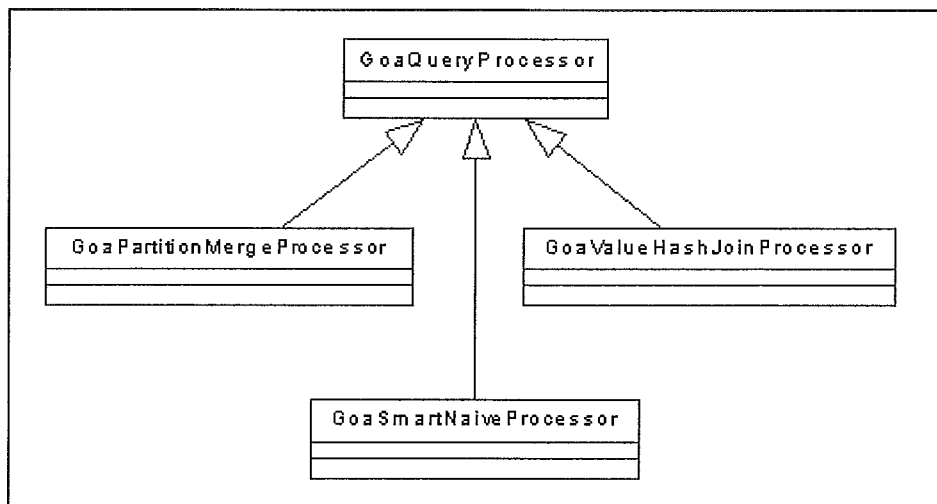 GoaQueryProcessor
GoaPartitionMergeProcessor
GoaValueHashJoinProcessor
GoaSmartNaiveProcessor